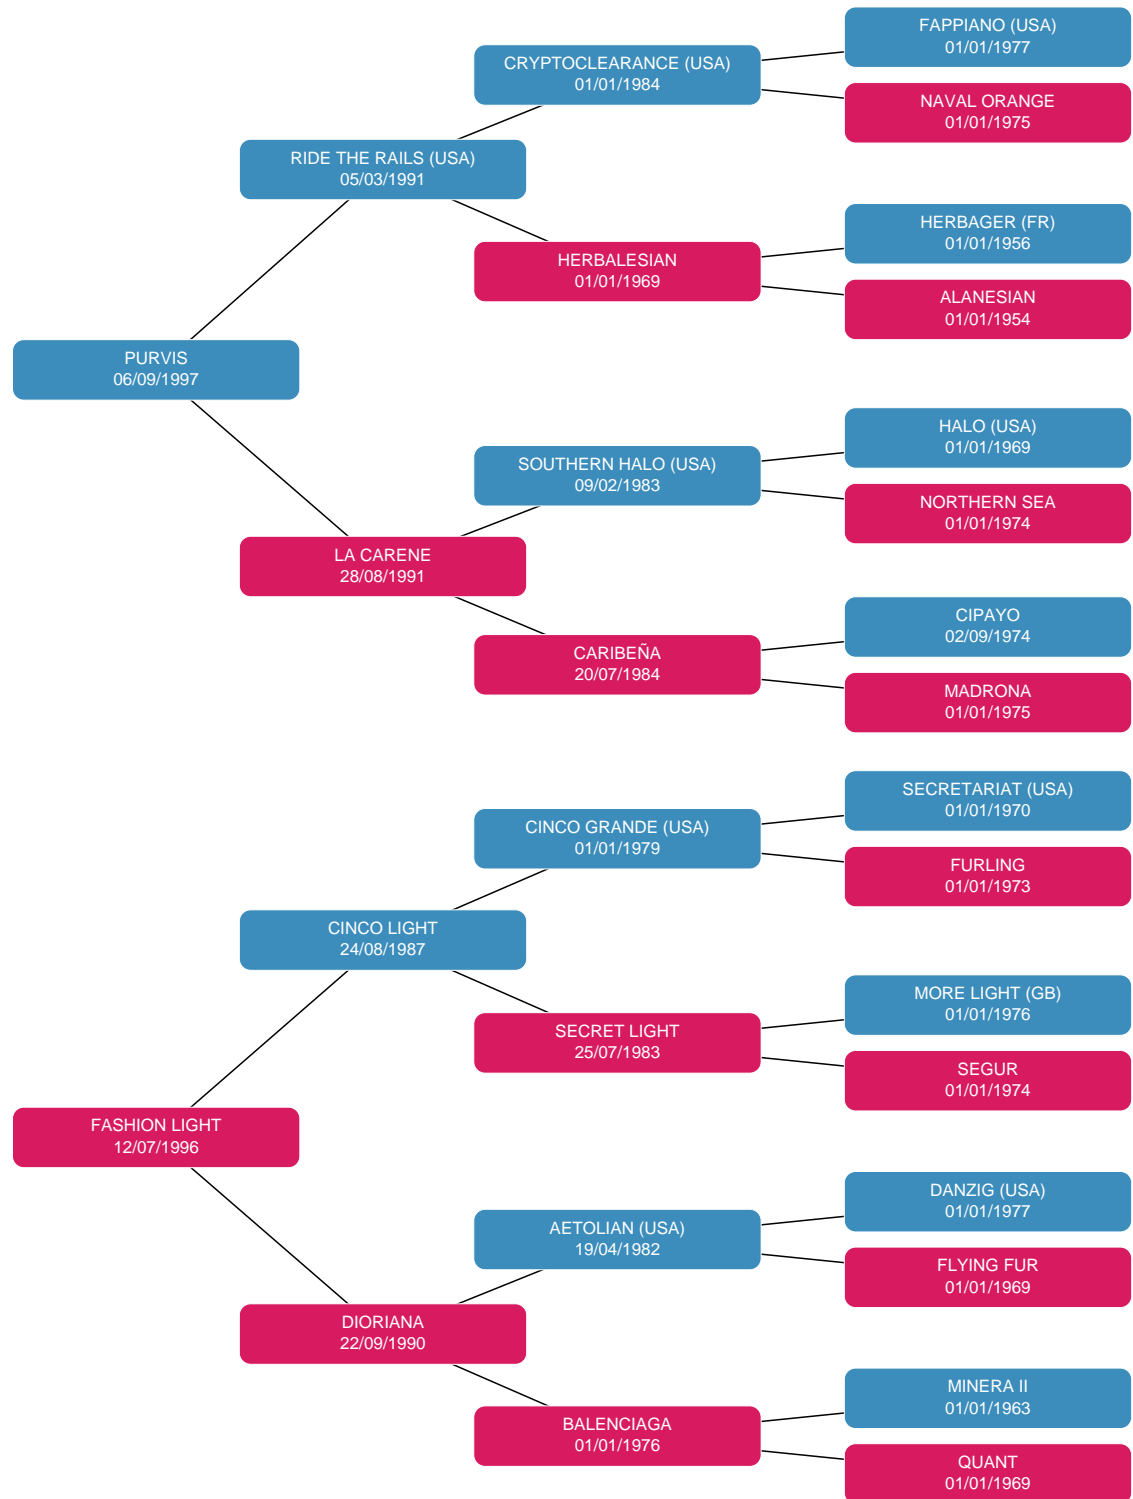 FAPPIANO (USA)
01/01/1977
CRYPTOCLEARANCE (USA)
01/01/1984
NAVAL ORANGE
01/01/1975
RIDE THE RAILS (USA)
05/03/1991
HERBAGER (FR)
01/01/1956
HERBALESIAN
01/01/1969
ALANESIAN
01/01/1954
PURVIS
06/09/1997
HALO (USA)
01/01/1969
SOUTHERN HALO (USA)
09/02/1983
NORTHERN SEA
01/01/1974
LA CARENE
28/08/1991
CIPAYO
02/09/1974
CARIBEÑA
20/07/1984
MADRONA
01/01/1975
SECRETARIAT (USA)
01/01/1970
CINCO GRANDE (USA)
01/01/1979
FURLING
01/01/1973
CINCO LIGHT
24/08/1987
MORE LIGHT (GB)
01/01/1976
SECRET LIGHT
25/07/1983
SEGUR
01/01/1974
FASHION LIGHT
12/07/1996
DANZIG (USA)
01/01/1977
AETOLIAN (USA)
19/04/1982
FLYING FUR
01/01/1969
DIORIANA
22/09/1990
MINERA II
01/01/1963
BALENCIAGA
01/01/1976
QUANT
01/01/1969